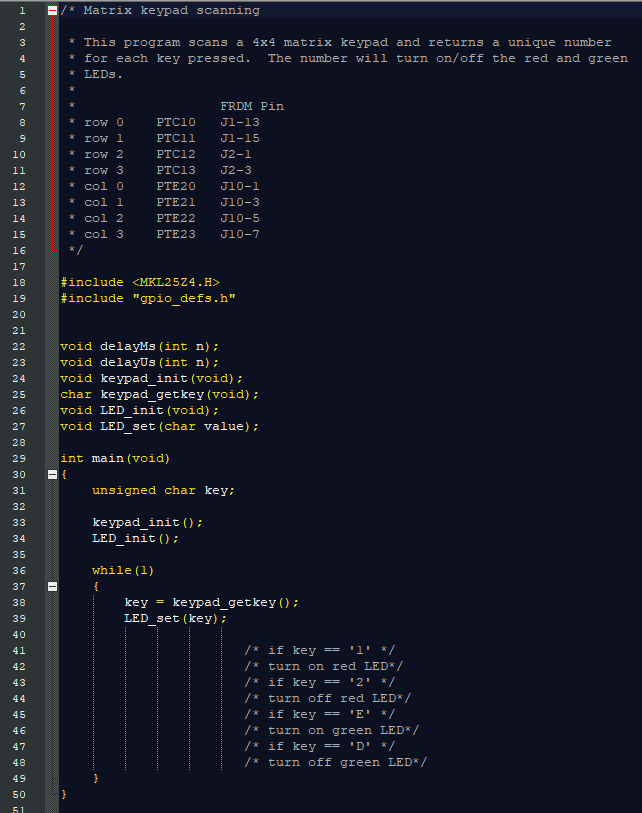 1 /* Matrix keypad scanning
2
3 * This program scans a 4x4 matrix keypad and returns a unique number
4 * for each key pressed.  The number will turn on/off the red and green
5 * LEDs.
6 *
7 *                  FRDM Pin
8 * row 0    PTC10   J1-13
9 * row 1    PTC11   J1-15
10 * row 2    PTC12   J2-1
11 * row 3    PTC13   J2-3
12 * col 0    PTE20   J10-1
13 * col 1    PTE21   J10-3
14 * col 2    PTE22   J10-5
15 * col 3    PTE23   J10-7
16 */
17
18 #include <MKL25Z4.H>
19 #include "gpio_defs.h"
20
21
22 void delayMs(int n);
23 void delayUs(int n);
24 void keypad_init(void);
25 char keypad_getkey(void);
26 void LED_init(void);
27 void LED_set(char value);
28
29 int main(void)
30 {
31     unsigned char key;
32
33     keypad_init();
34     LED_init();
35
36     while(1)
37     {
38         key = keypad_getkey();
39         LED_set(key);
40
41                        /* if key == '1' */
42                        /* turn on red LED*/
43                        /* if key == '2' */
44                        /* turn off red LED*/
45                        /* if key == 'E' */
46                        /* turn on green LED*/
47                        /* if key == 'D' */
48                        /* turn off green LED*/
49     }
50 }
51